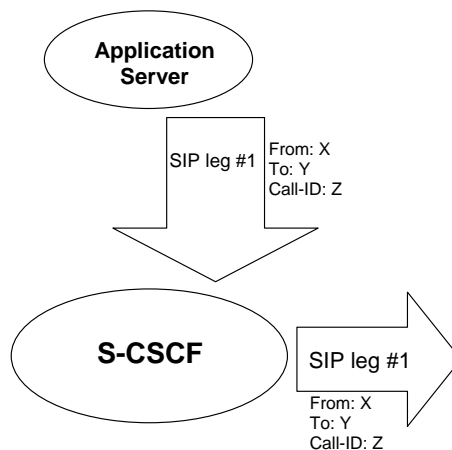 Application
Server
SIP leg #1
From: X
To: Y
Call-ID: Z
S-CSCF
SIP leg #1
From: X
To: Y
Call-ID: Z